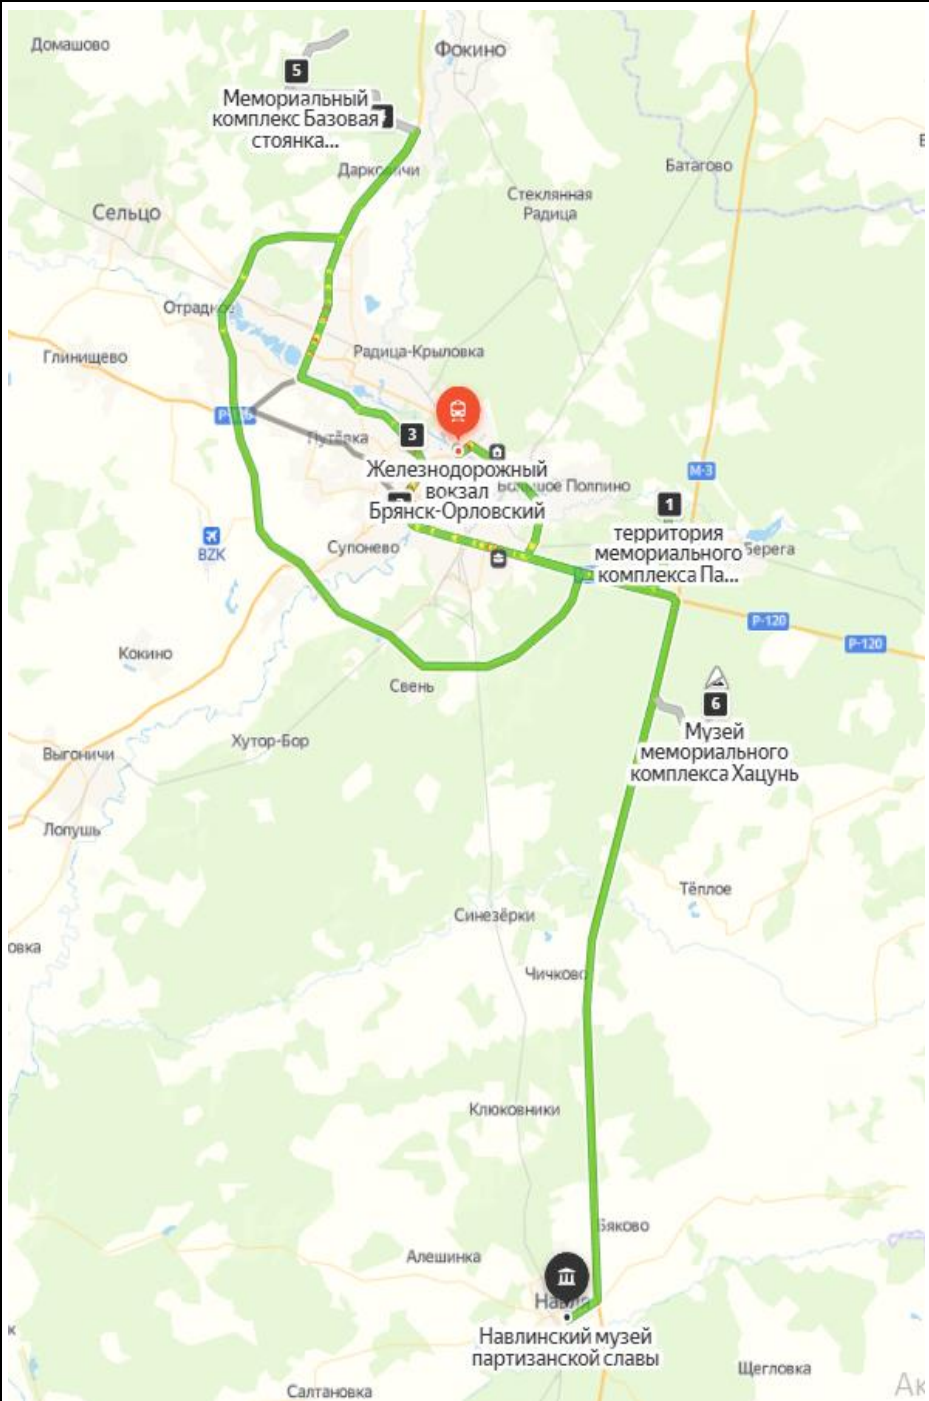 Домашово
Фокино
5
Мемориальный
комплекс Базовая
стоянка...
Дарковичи
Батагово
Стеклянная
Радица
Сельцо
Отрадное
Радица-Крыловка
Глинищево
Р-120
Путёвка
3
Железнодорожный
вокзал
Брянск-Орловский
Большое Полпино
М-3
1
территория
мемориального
комплекса Па...
Берега
BZK
Супонево
Р-120
Р-120
Кокино
Свень
6
Музей
мемориального
комплекса Хацунь
Хутор-Бор
Выгоничи
Лопушь
Тёплое
Синезёрки
овка
Чичково
Клюковники
Бяково
Алешинка
Навля
Навлинский музей
партизанской славы
Щегловка
Салтановка
Ак